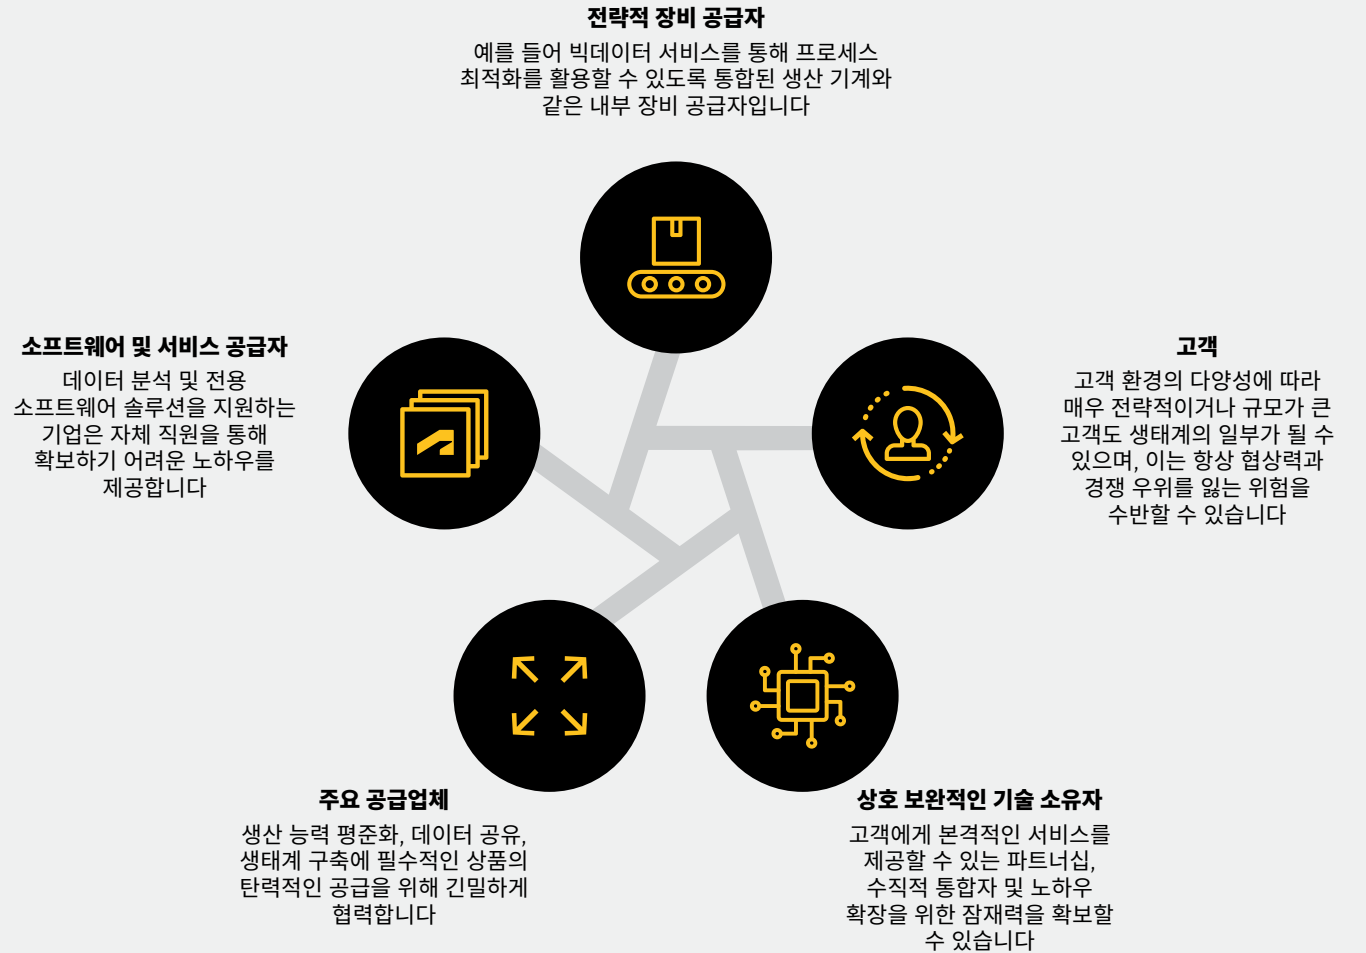 전략적 장비 공급자
예를 들어 빅데이터 서비스를 통해 프로세스
최적화를 활용할 수 있도록 통합된 생산 기계와
같은 내부 장비 공급자입니다
소프트웨어 및 서비스 공급자
데이터 분석 및 전용
소프트웨어 솔루션을 지원하는
기업은 자체 직원을 통해
확보하기 어려운 노하우를
제공합니다
고객
고객 환경의 다양성에 따라
매우 전략적이거나 규모가 큰
고객도 생태계의 일부가 될 수
있으며, 이는 항상 협상력과
경쟁 우위를 잃는 위험을
수반할 수 있습니다
주요 공급업체
생산 능력 평준화, 데이터 공유,
생태계 구축에 필수적인 상품의
탄력적인 공급을 위해 긴밀하게
협력합니다
상호 보완적인 기술 소유자
고객에게 본격적인 서비스를
제공할 수 있는 파트너십,
수직적 통합자 및 노하우
확장을 위한 잠재력을 확보할
수 있습니다